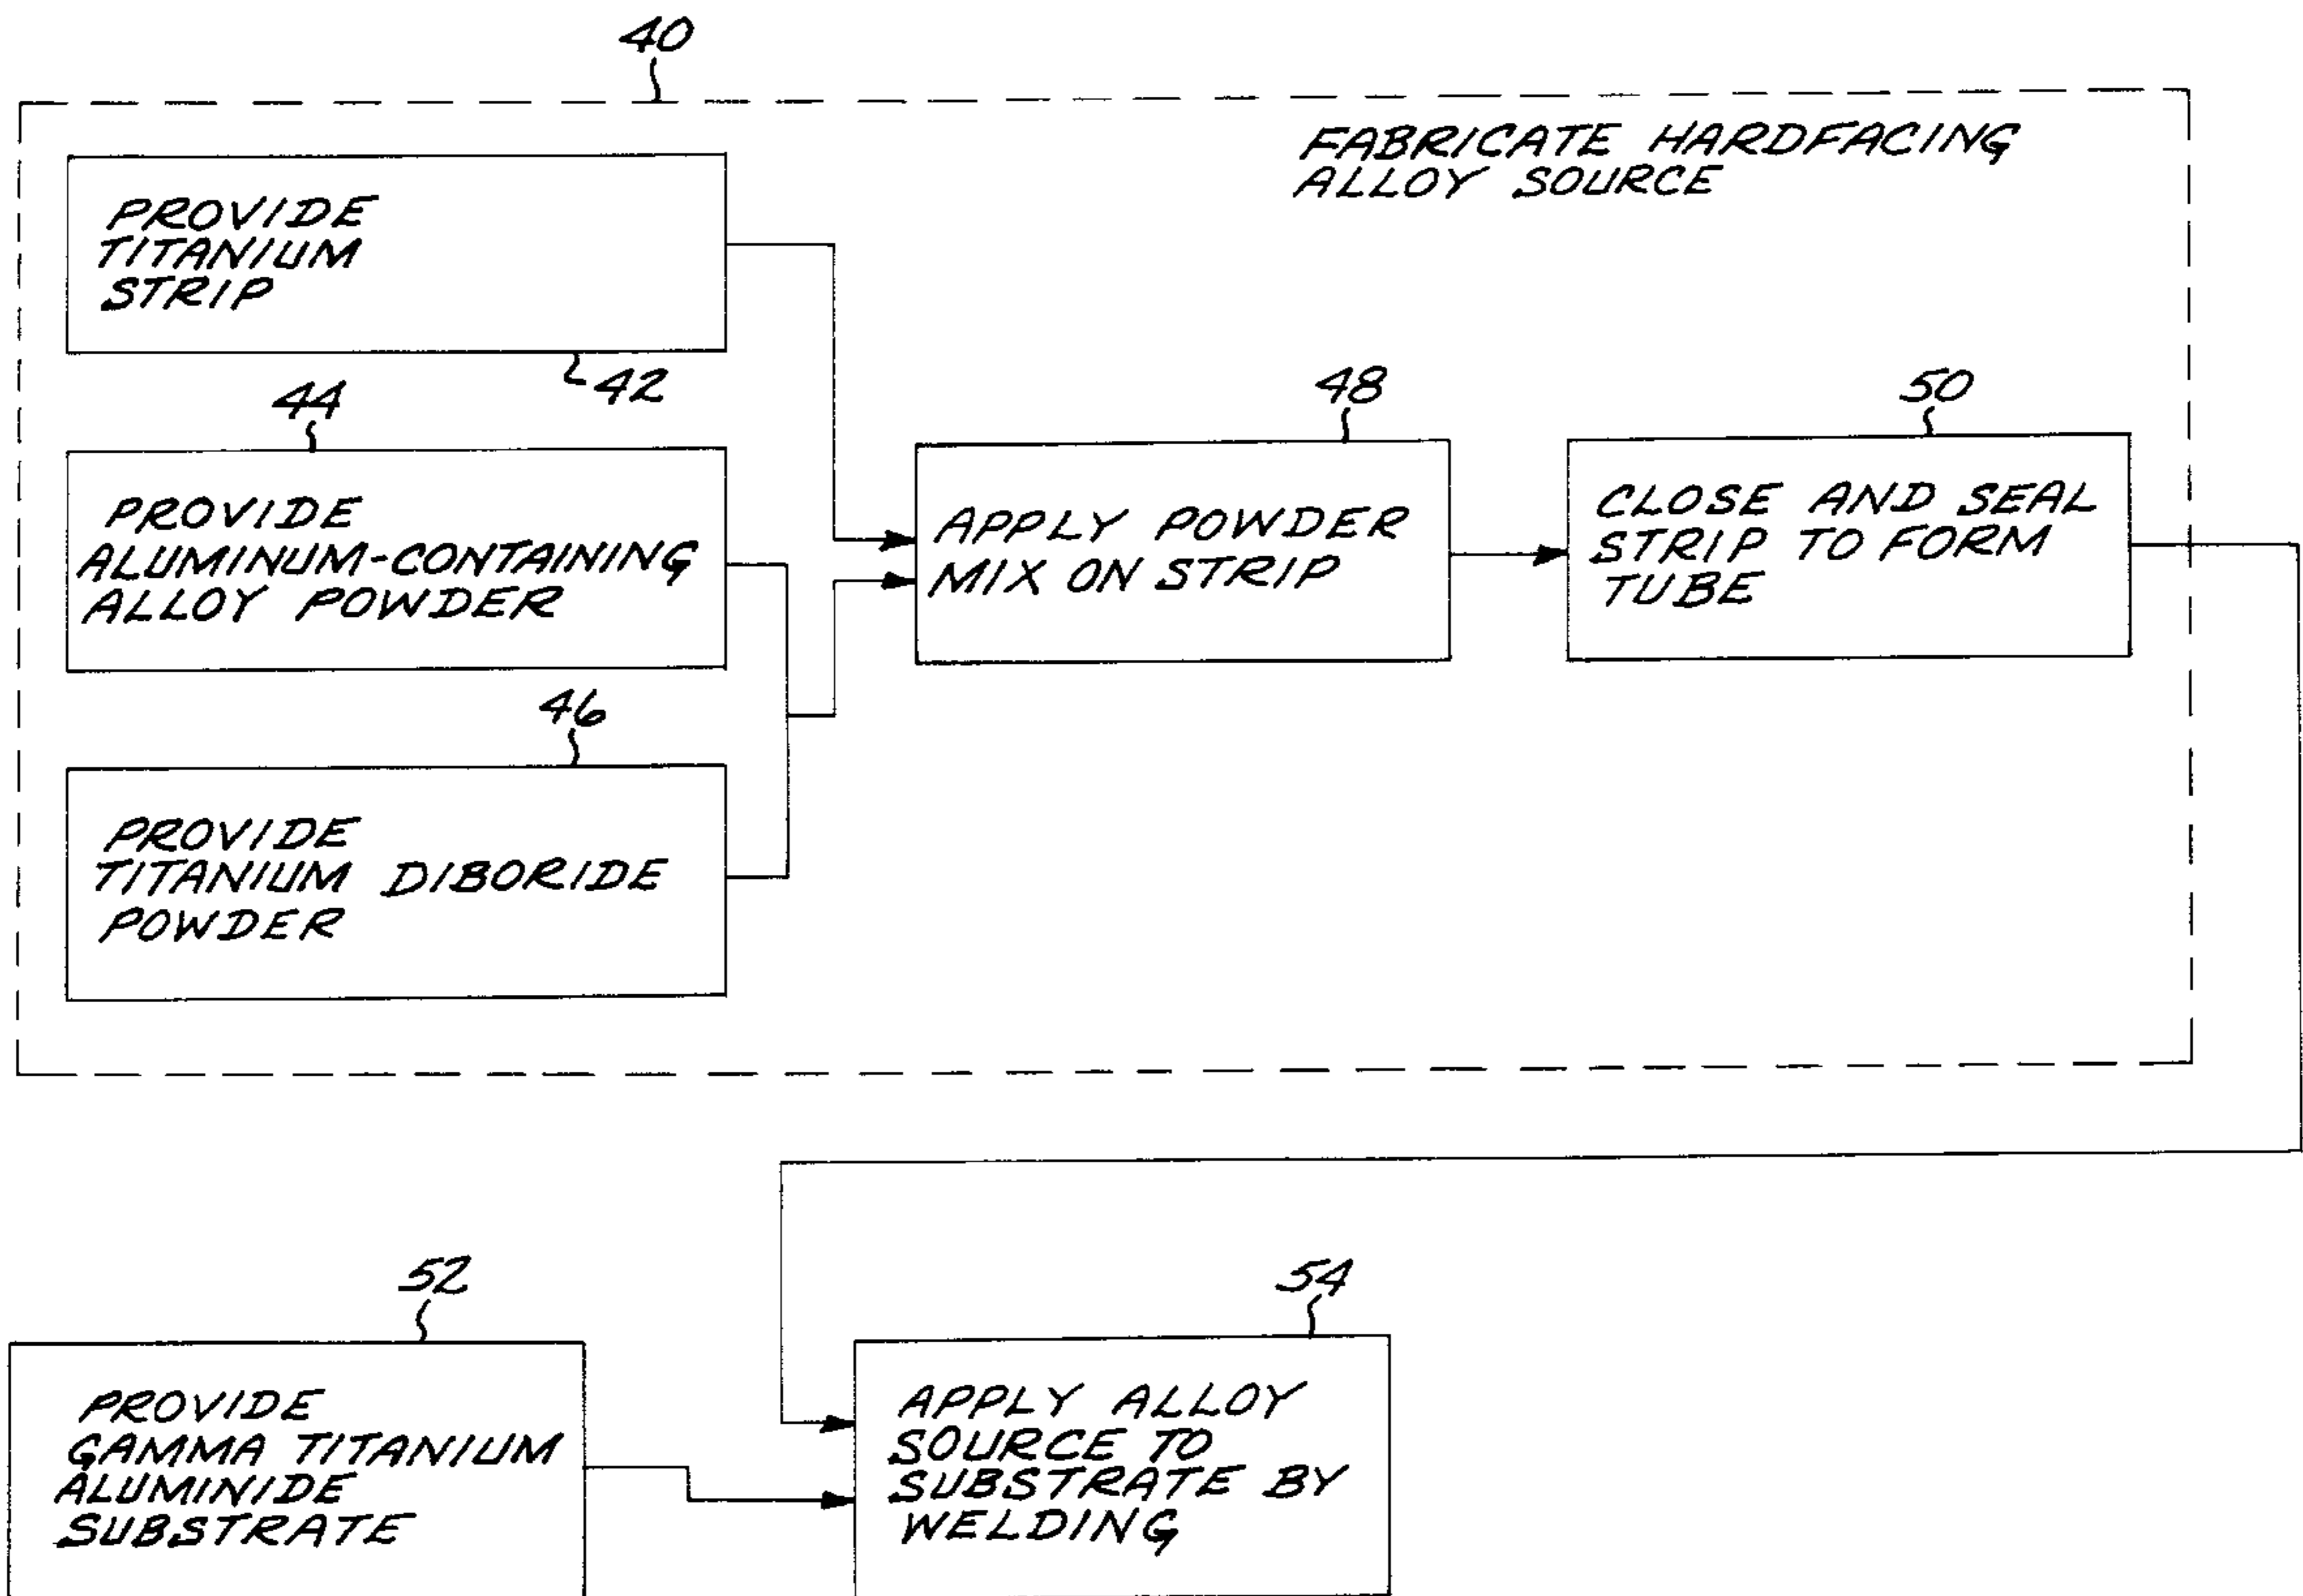 40
FABRICATE HARDFACING
ALLOY SOURCE
PROVIDE
TITANIUM
STRIP
42
44
PROVIDE
ALUMINUM-CONTAINING
ALLOY POWDER
46
PROVIDE
TITANIUM DIBORIDE
POWDER
48
APPLY POWDER
MIX ON STRIP
50
CLOSE AND SEAL
STRIP TO FORM
TUBE
52
PROVIDE
GAMMA TITANIUM
ALUMINIDE
SUBSTRATE
54
APPLY ALLOY
SOURCE TO
SUBSTRATE BY
WELDING